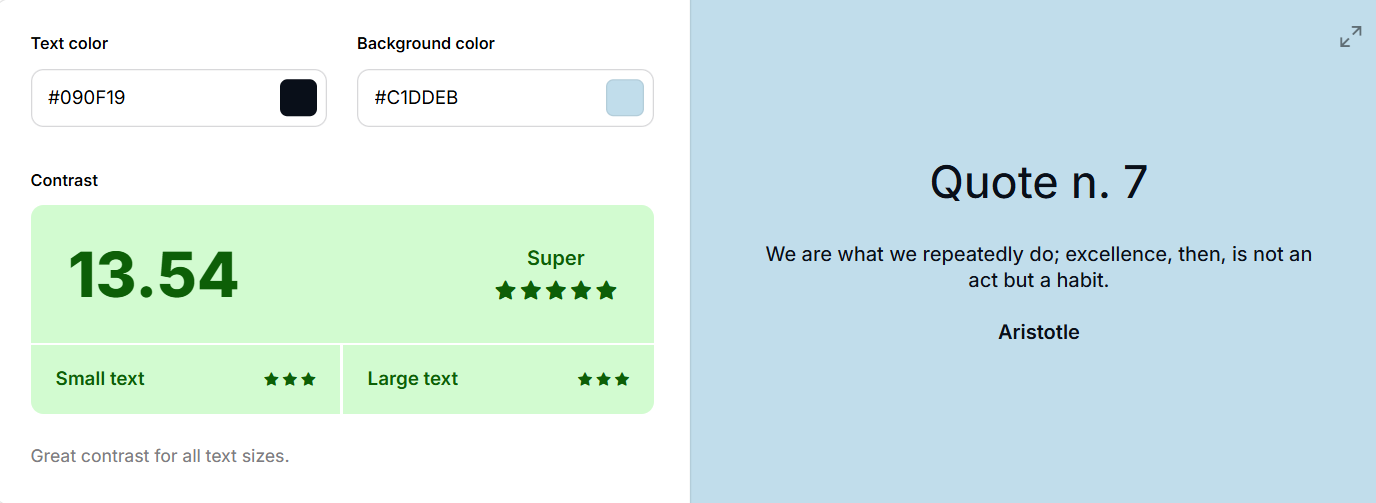 Text color
Background color
#090F19
#C1DDEB
Contrast
13.54
Super
Small text
Large text
Great contrast for all text sizes.
Quote n. 7
We are what we repeatedly do; excellence, then, is not an
act but a habit.
Aristotle